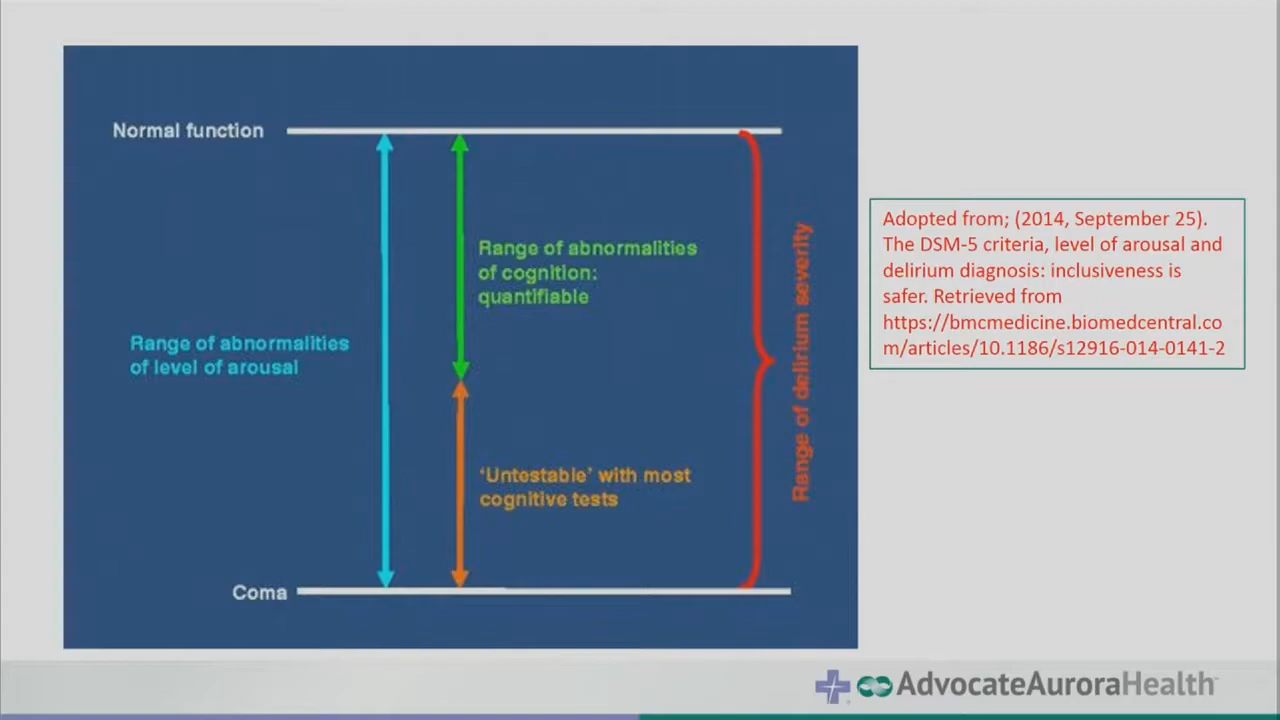 Normal function
Range of abnormalities
of cognition:
quantifiable
Range of abnormalities
of level of arousal
‘Untestable’ with most
cognitive tests
Coma
Range of delirium severity
Adopted from; (2014, September 25).
The DSM-5 criteria, level of arousal and
delirium diagnosis: inclusiveness is
safer. Retrieved from
https://bmcmedicine.biomedcentral.co
m/articles/10.1186/s12916-014-0141-2
AdvocateAuroraHealth